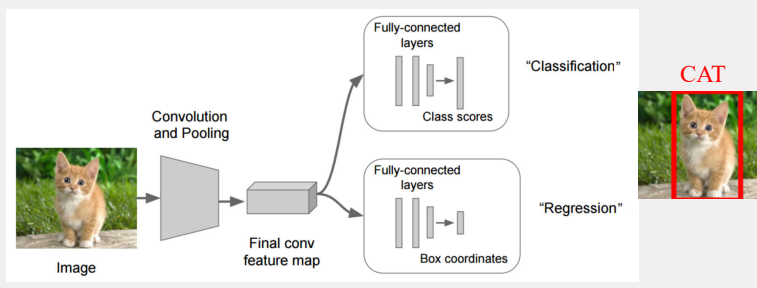 Image
Convolution
and Pooling
Final conv
feature map
Fully-connected
layers
Class scores
“Classification”
Fully-connected
layers
Box coordinates
“Regression”
CAT